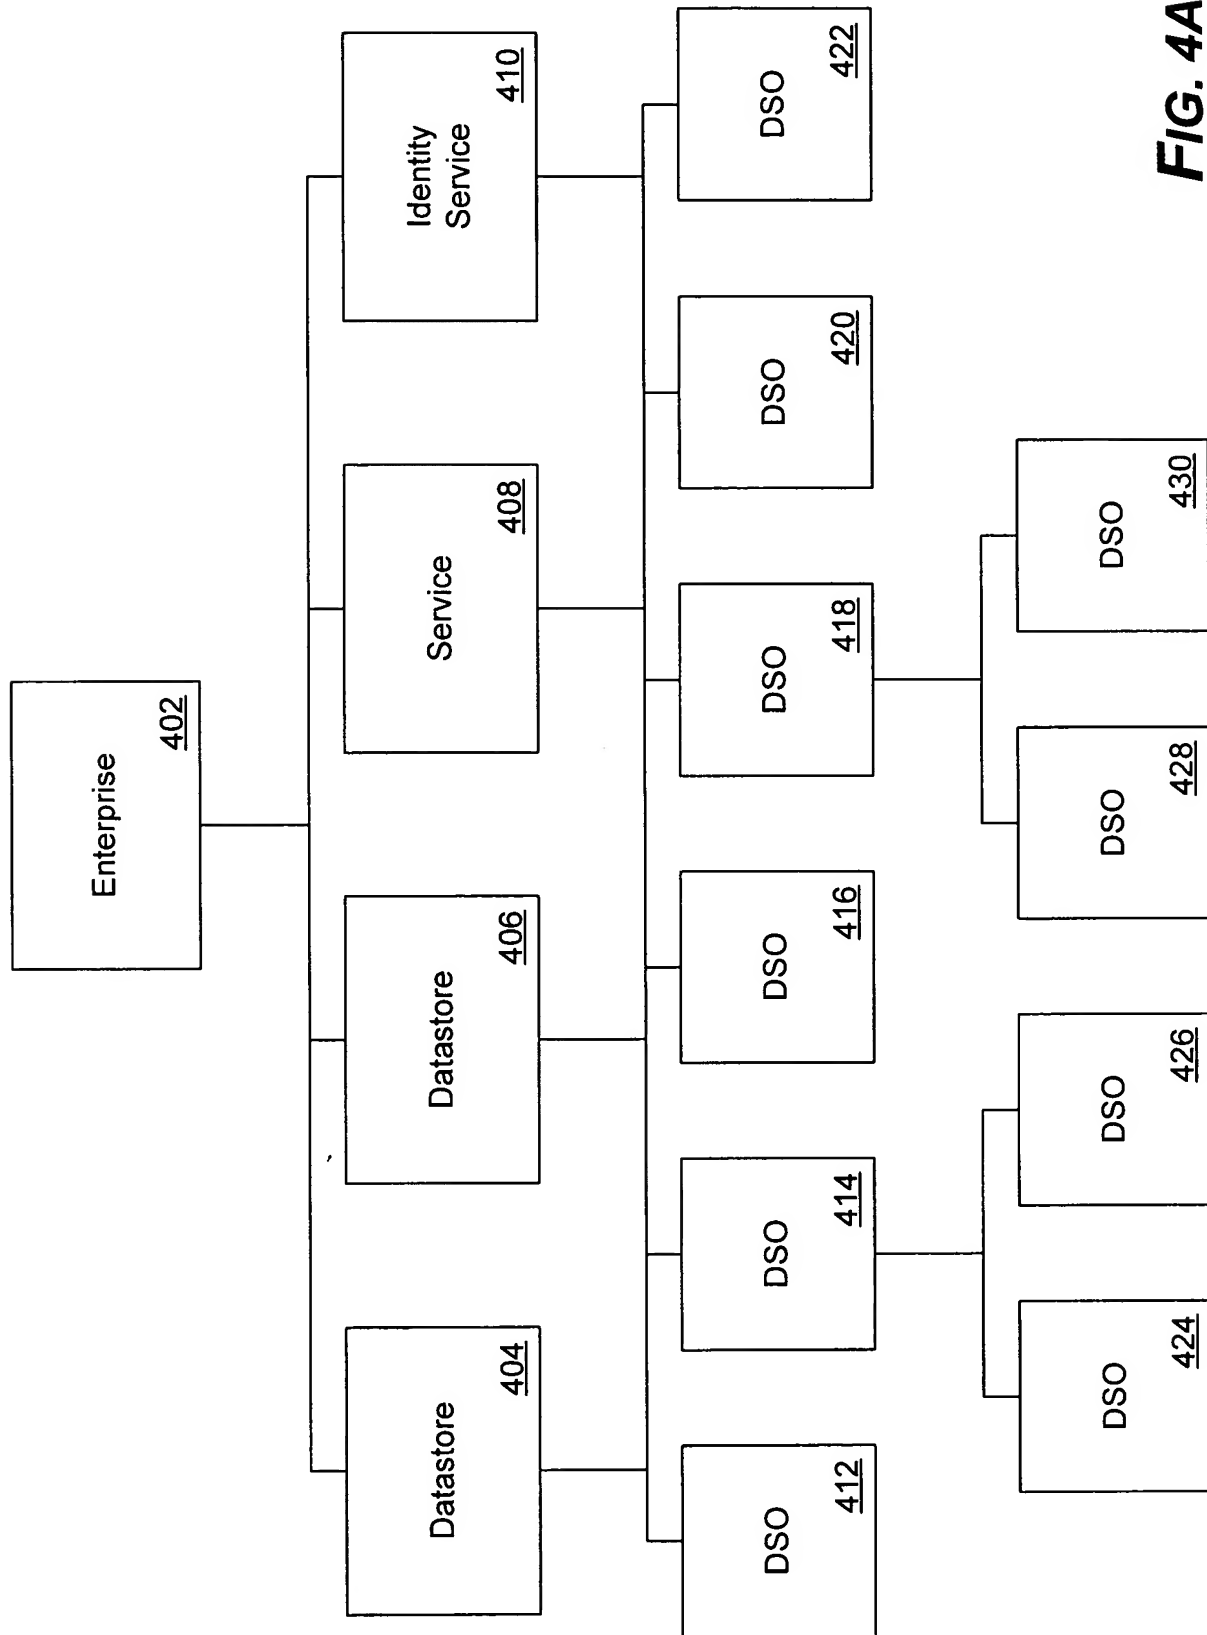 Enterprise
402
Datastore
404
Datastore
406
Service
408
Identity
Service
410
DSO
412
DSO
414
DSO
416
DSO
418
DSO
420
DSO
422
DSO
424
DSO
426
DSO
428
DSO
430
FIG. 4A